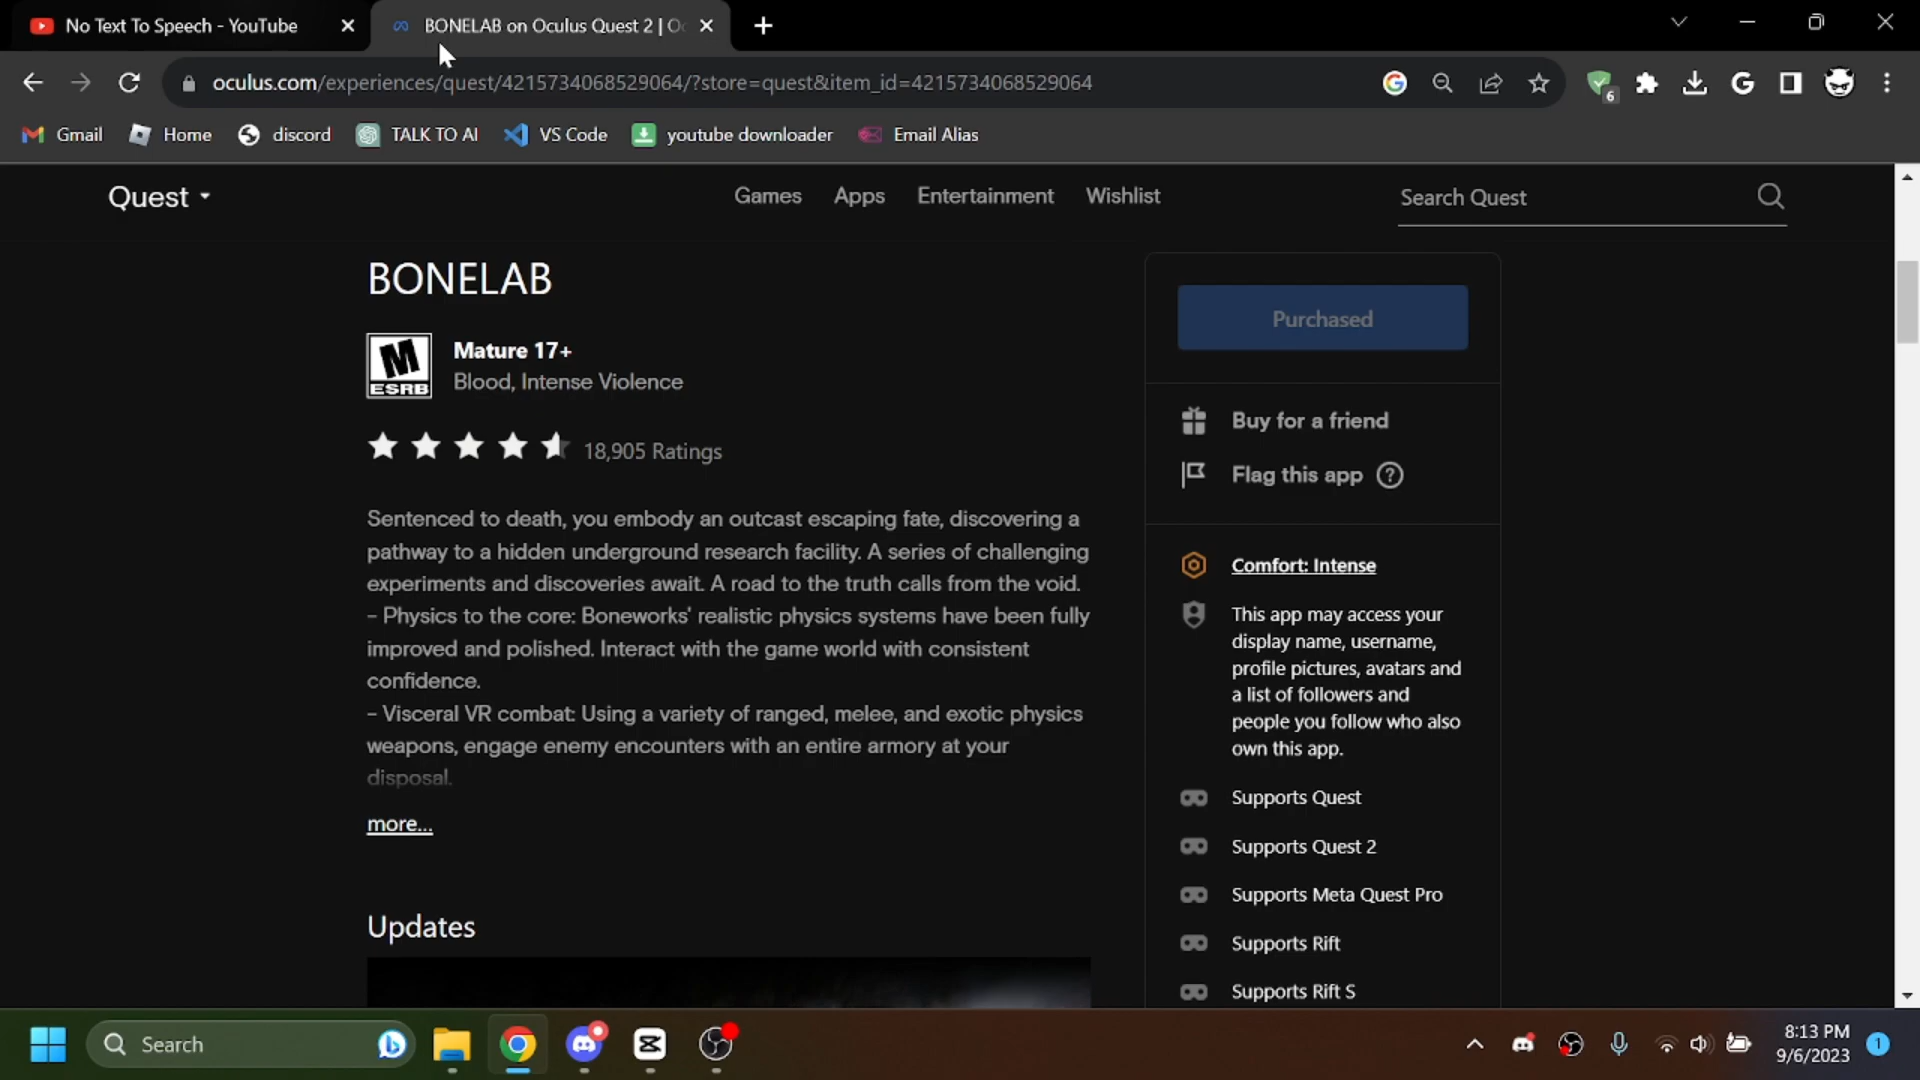 No Text To Speech - YouTube
BONELAB on Oculus Quest 2 | Oc
oculus.com/experiences/quest/4215734068529064/?store=quest&item_id=4215734068529064
6
Gmail
Home
discord
TALK TO AI
VS Code
youtube downloader
Email Alias
Quest
Games
Apps
Entertainment
Wishlist
Search Quest
BONELAB
M
ESRB
Mature 17+
Blood, Intense Violence
18,905 Ratings
Sentenced to death, you embody an outcast escaping fate, discovering a
pathway to a hidden underground research facility. A series of challenging
experiments and discoveries await. A road to the truth calls from the void.
- Physics to the core: Boneworks' realistic physics systems have been fully
improved and polished. Interact with the game world with consistent
confidence.
- Visceral VR combat: Using a variety of ranged, melee, and exotic physics
weapons, engage enemy encounters with an entire armory at your
disposal.
more...
Updates
Purchased
Buy for a friend
Flag this app
Comfort: Intense
This app may access your
display name, username,
profile pictures, avatars and
a list of followers and
people you follow who also
own this app.
Supports Quest
Supports Quest 2
Supports Meta Quest Pro
Supports Rift
Supports Rift S
Search
8:13 PM
9/6/2023
1